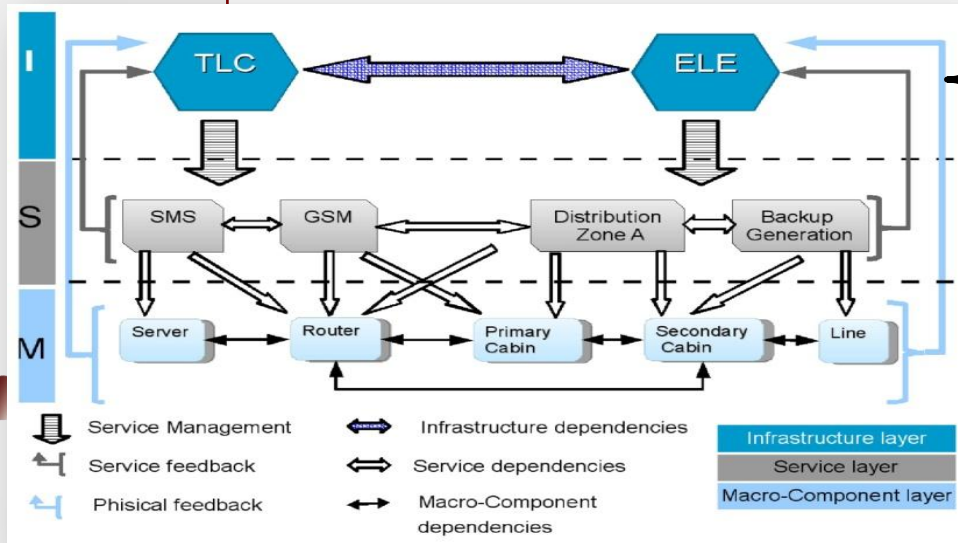 I
TLC
ELE
S
SMS
GSM
Distribution
Zone A
Backup
Generation
M
Server
Router
Primary
Cabin
Secondary
Cabin
Line
Service Management
Infrastructure dependencies
Infrastructure layer
Service feedback
Service dependencies
Service layer
Phisical feedback
Macro-Component
dependencies
Macro-Component layer